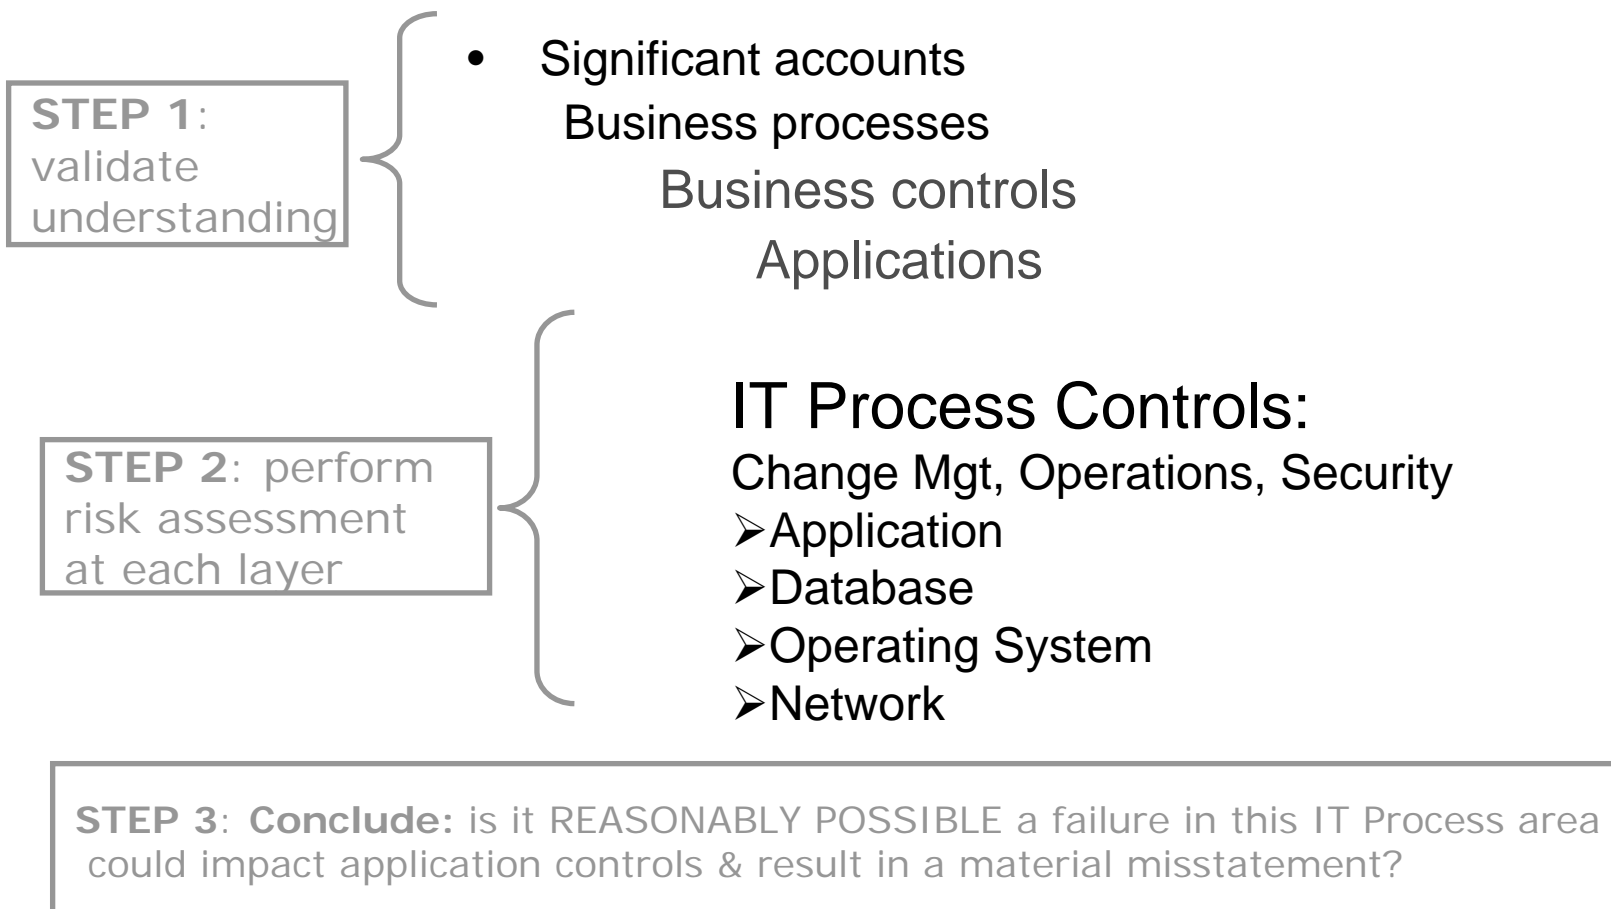 STEP 1:
validate
understanding
• Significant accounts
Business processes
Business controls
Applications
STEP 2: perform
risk assessment
at each layer
IT Process Controls:
Change Mgt, Operations, Security
➢Application
➢Database
➢Operating System
➢Network
STEP 3: Conclude: is it REASONABLY POSSIBLE a failure in this IT Process area
could impact application controls & result in a material misstatement?